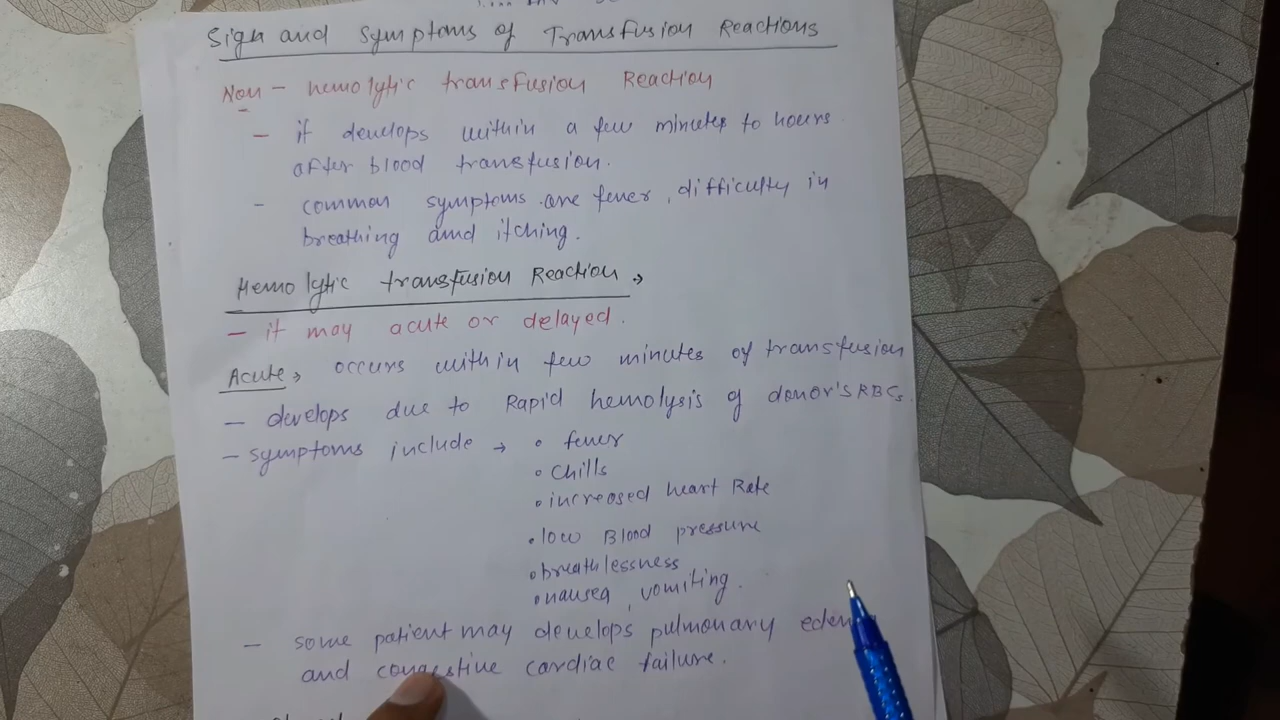 Sign and Symptoms of Transfusion Reactions
Non - hemolytic transfusion Reaction
- it develops within a few minutes to hours
after blood transfusion.
- common symptoms are fever, difficulty in
breathing and itching.
Hemolytic transfusion Reaction →
- it may acute or delayed.
Acute → occurs within few minutes of transfusion
- develops due to Rapid hemolysis of donor's RBCs.
- symptoms include → • fever
• chills
• increased heart Rate
• low Blood pressure
• breathlessness
• nausea, vomiting.
- some patient may develops pulmonary
and congestive cardiac failure.